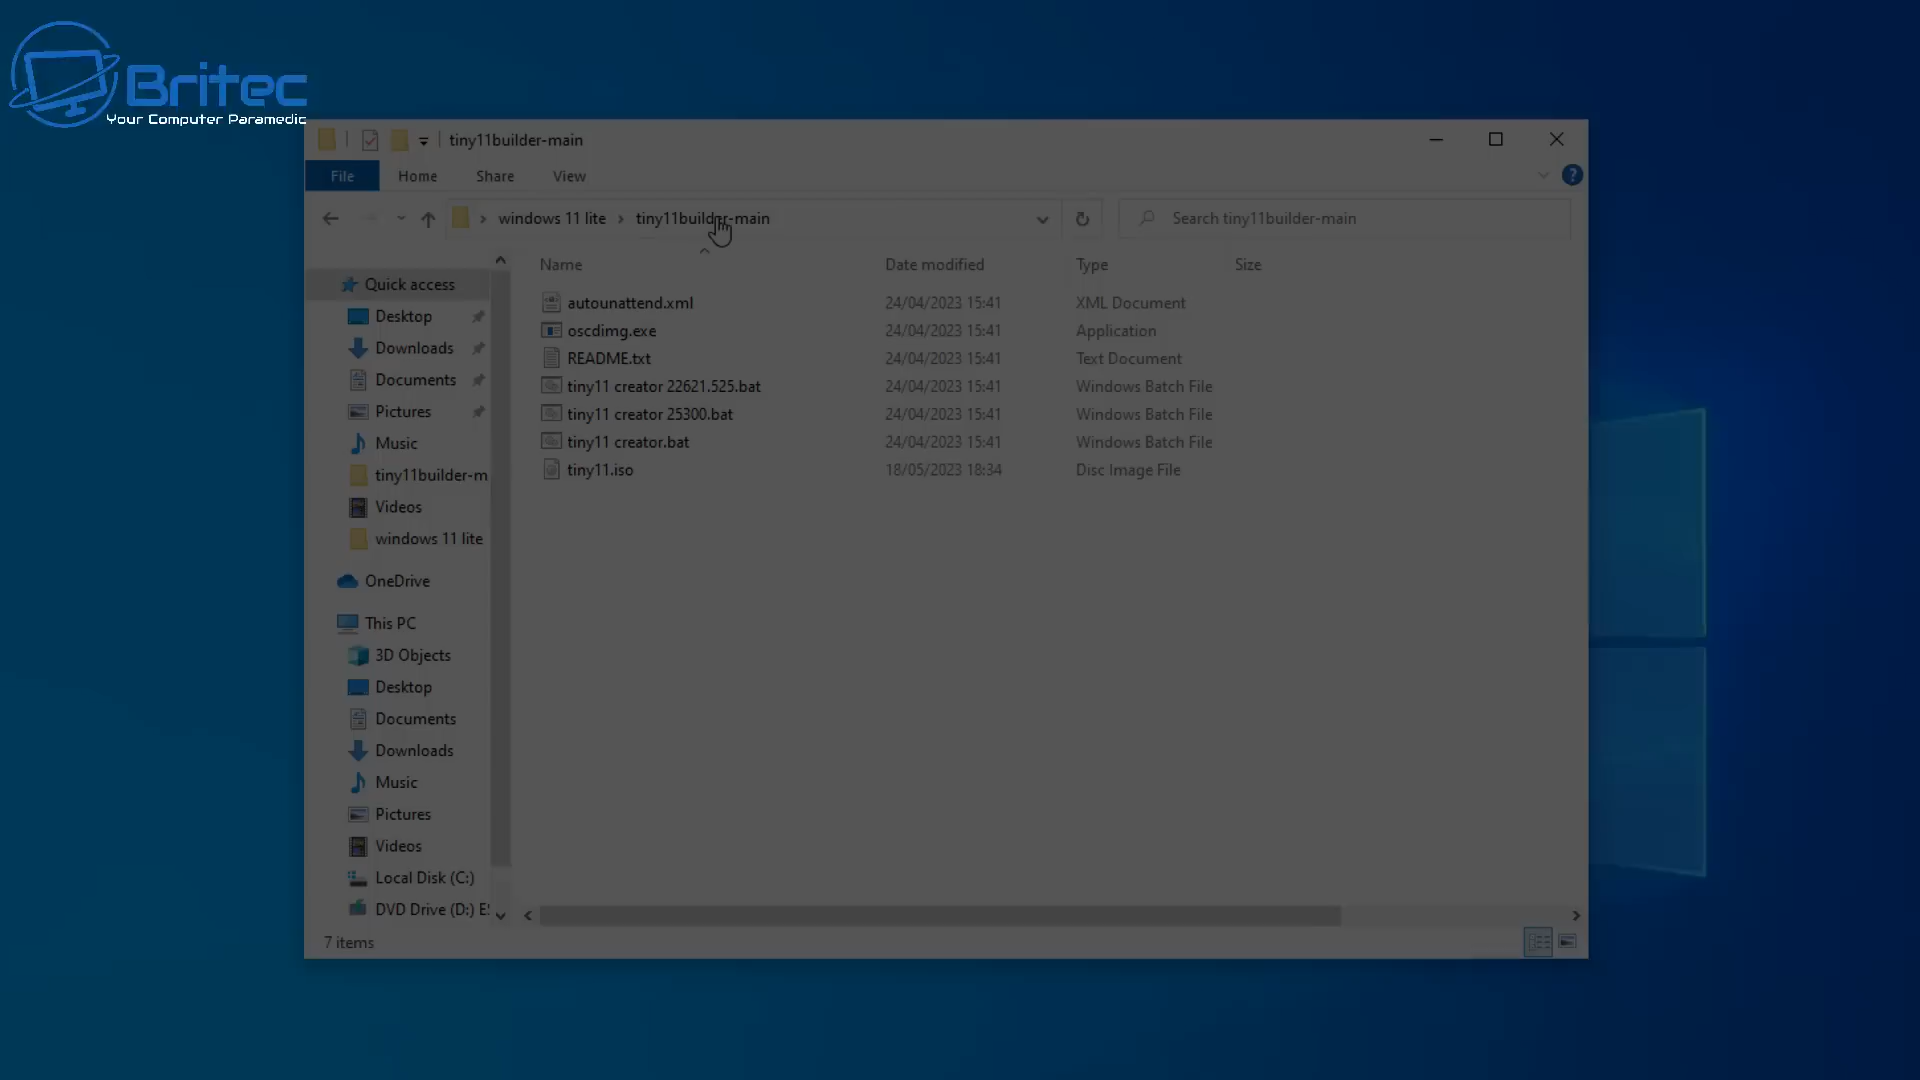 Britec
Your Computer Paramedic
tiny11builder-main
File Home Share View
windows 11 lite tiny11builder-main Search tiny11builder-main
Name Date modified Type Size
Quick access
Desktop
Downloads
Documents
Pictures
Music
tiny11builder-m
Videos
windows 11 lite
OneDrive
This PC
3D Objects
Desktop
Documents
Downloads
Music
Pictures
Videos
Local Disk (C:)
DVD Drive (D:) ES
autounattend.xml 24/04/2023 15:41 XML Document
oscdimg.exe 24/04/2023 15:41 Application
README.txt 24/04/2023 15:41 Text Document
tiny11 creator 22621.525.bat 24/04/2023 15:41 Windows Batch File
tiny11 creator 25300.bat 24/04/2023 15:41 Windows Batch File
tiny11 creator.bat 24/04/2023 15:41 Windows Batch File
tiny11.iso 18/05/2023 18:34 Disc Image File
7 items